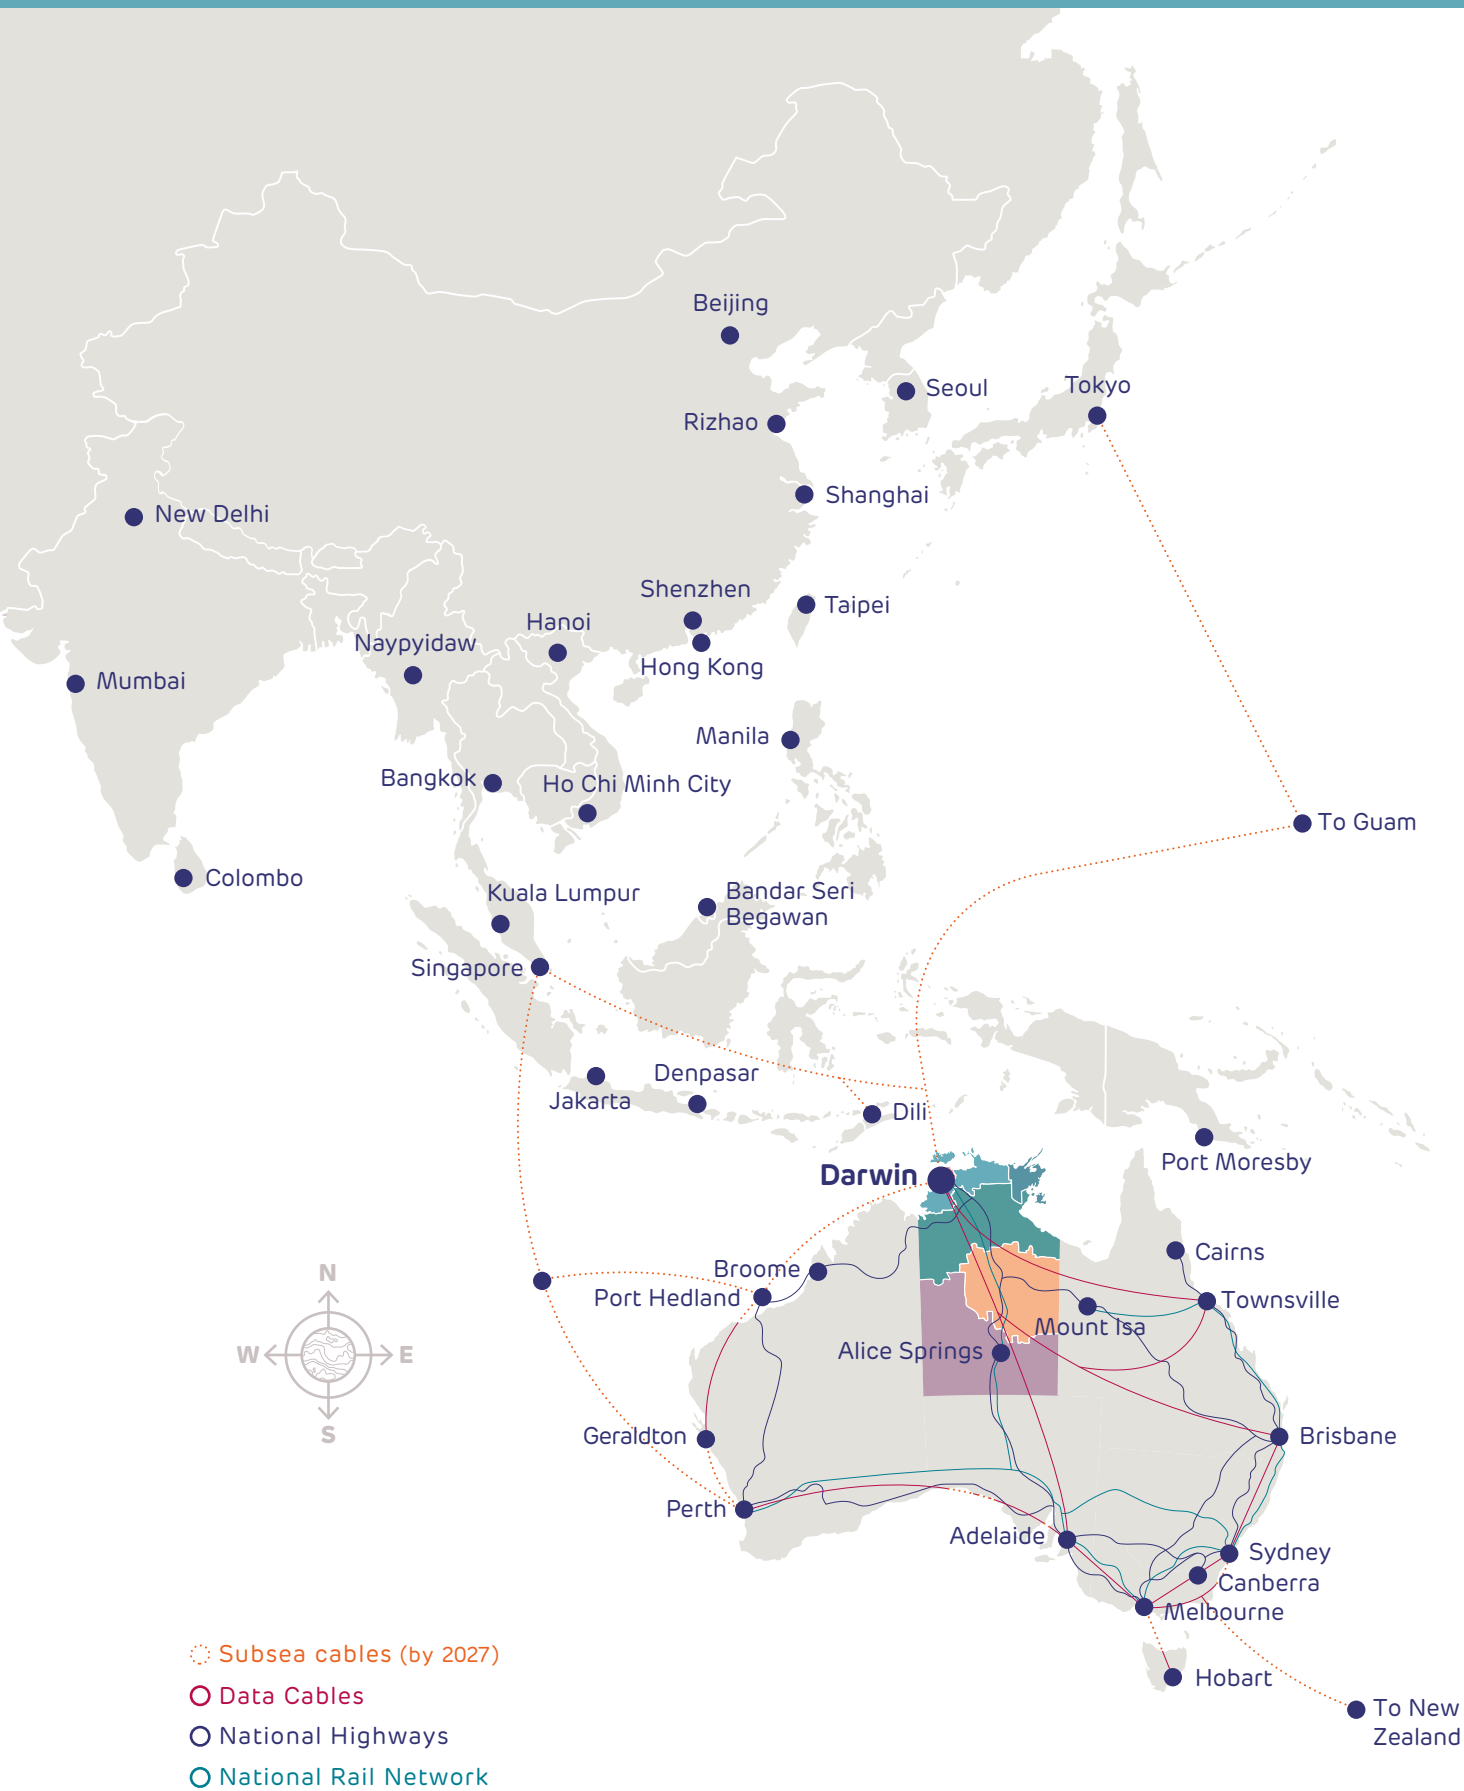 Beijing
Seoul
Tokyo
Rizhao
Shanghai
New Delhi
Shenzhen
Taipei
Hanoi
Naypyidaw
Hong Kong
Mumbai
Manila
Bangkok
Ho Chi Minh City
To Guam
Colombo
Kuala Lumpur
Bandar Seri
Begawan
Singapore
Denpasar
Jakarta
Dili
Port Moresby
Darwin
Cairns
Broome
Port Hedland
Townsville
Mount Isa
Alice Springs
N
W
E
S
Geraldton
Brisbane
Perth
Adelaide
Sydney
Canberra
Melbourne
Hobart
To New
Zealand
Subsea cables (by 2027)
Data Cables
National Highways
National Rail Network